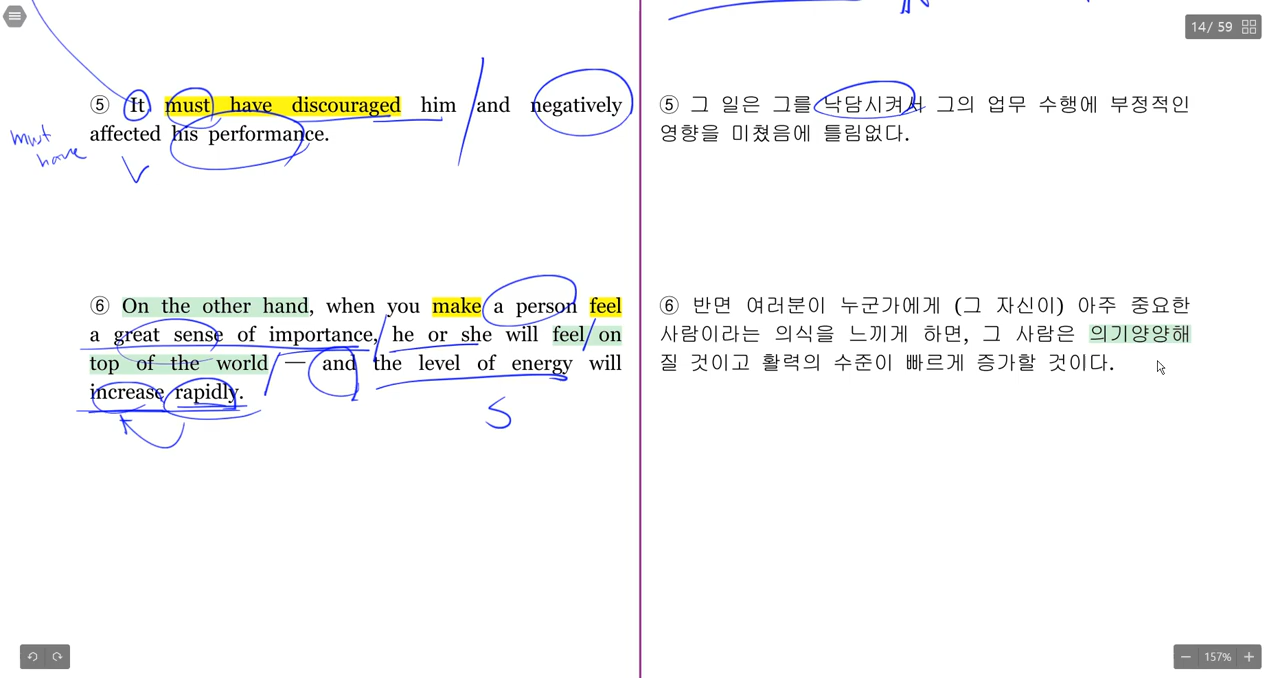 14 / 59
⑤ It must have discouraged him and negatively
affected his performance.
must
have
⑤ 그 일은 그를 낙담시켜서 그의 업무 수행에 부정적인
영향을 미쳤음에 틀림없다.
⑥ On the other hand, when you make a person feel
a great sense of importance, he or she will feel on
top of the world — and the level of energy will
increase rapidly.
S
⑥ 반면 여러분이 누군가에게 (그 자신이) 아주 중요한
사람이라는 의식을 느끼게 하면, 그 사람은 의기양양해
질 것이고 활력의 수준이 빠르게 증가할 것이다.
157%